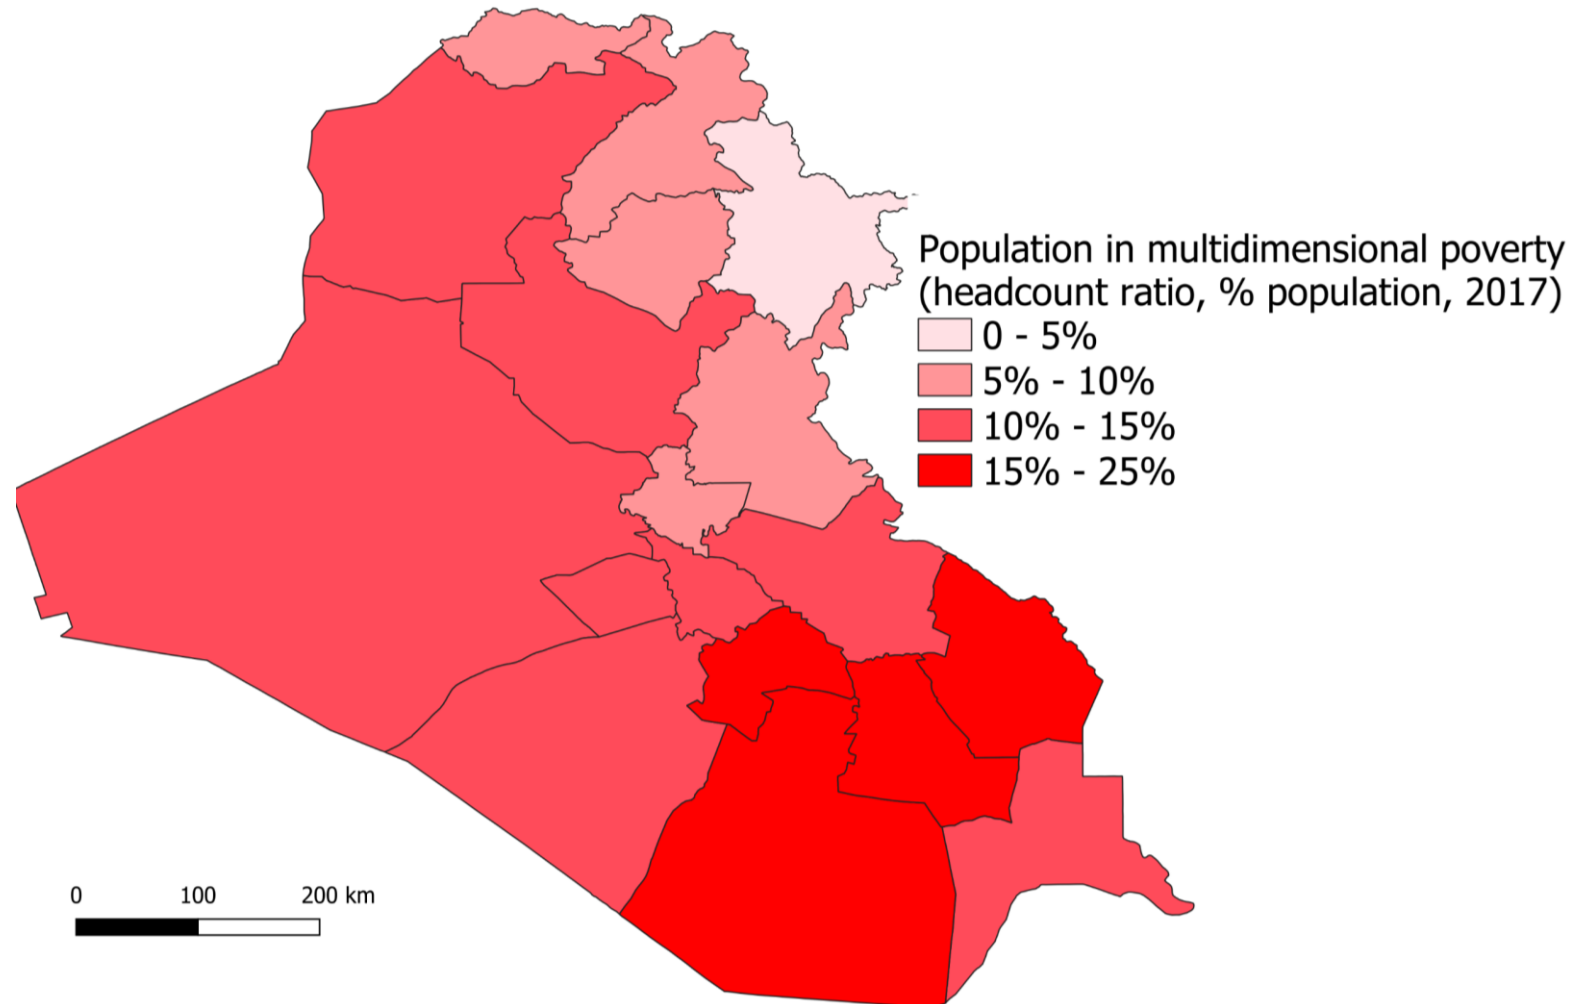 Population in multidimensional poverty
(headcount ratio, % population, 2017)
0 - 5%
5% - 10%
10% - 15%
15% - 25%
0 100 200 km